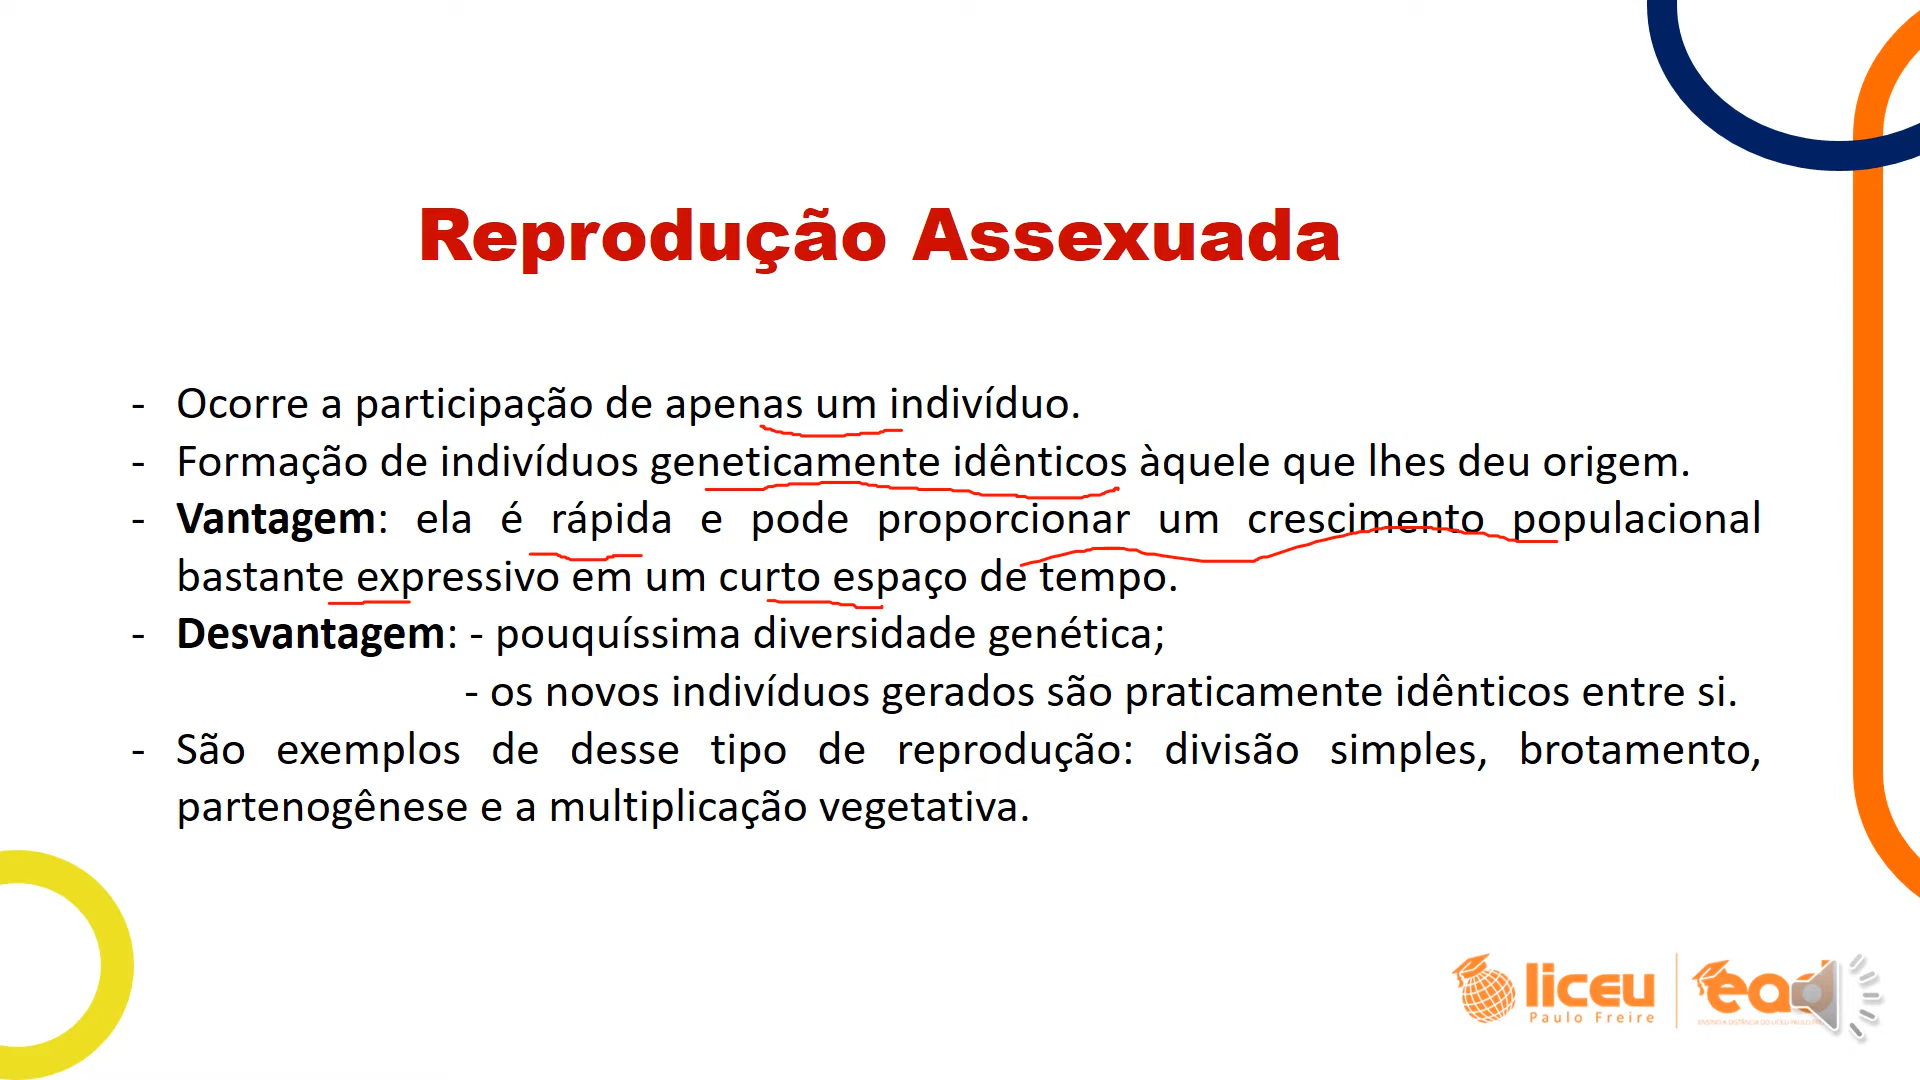 Reprodução Assexuada
- Ocorre a participação de apenas um indivíduo.
- Formação de indivíduos geneticamente idênticos àquele que lhes deu origem.
- Vantagem: ela é rápida e pode proporcionar um crescimento populacional
bastante expressivo em um curto espaço de tempo.
- Desvantagem: - pouquíssima diversidade genética;
- os novos indivíduos gerados são praticamente idênticos entre si.
- São exemplos de desse tipo de reprodução: divisão simples, brotamento,
partenogênese e a multiplicação vegetativa.
liceu
Paulo Freire
ead